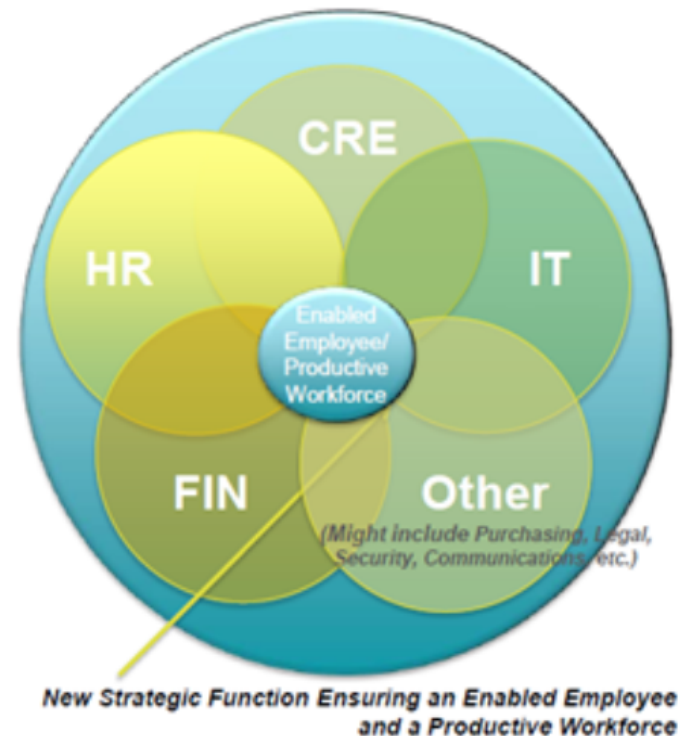 CRE
HR
IT
Enabled
Employee/
Productive
Workforce
FIN
Other
(Might include Purchasing, Legal,
Security, Communications, etc.)
New Strategic Function Ensuring an Enabled Employee
and a Productive Workforce